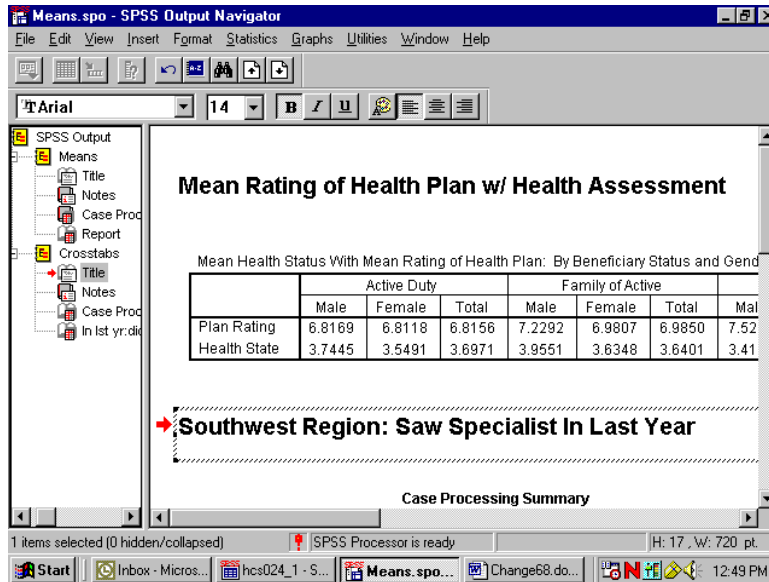 Means.spo - SPSS Output Navigator
File Edit View Insert Format Statistics Graphs Utilities Window Help
Arial 14 B I U
SPSS Output
Means
Title
Notes
Case Proc
Report
Crosstabs
Title
Notes
Case Proc
In lst yr:dic
Mean Rating of Health Plan w/ Health Assessment
Mean Health Status With Mean Rating of Health Plan: By Beneficiary Status and Gend
Active Duty Family of Active
Male Female Total Male Female Total Mal
Plan Rating 6.8169 6.8118 6.8156 7.2292 6.9807 6.9850 7.52
Health State 3.7445 3.5491 3.6971 3.9551 3.6348 3.6401 3.41
Southwest Region: Saw Specialist In Last Year
Case Processing Summary
1 items selected (0 hidden/collapsed) SPSS Processor is ready H: 17 , W: 720 pt.
Start Inbox - Micros... hcs024_1 - S... Means.spo... Change68.do... 12:49 PM